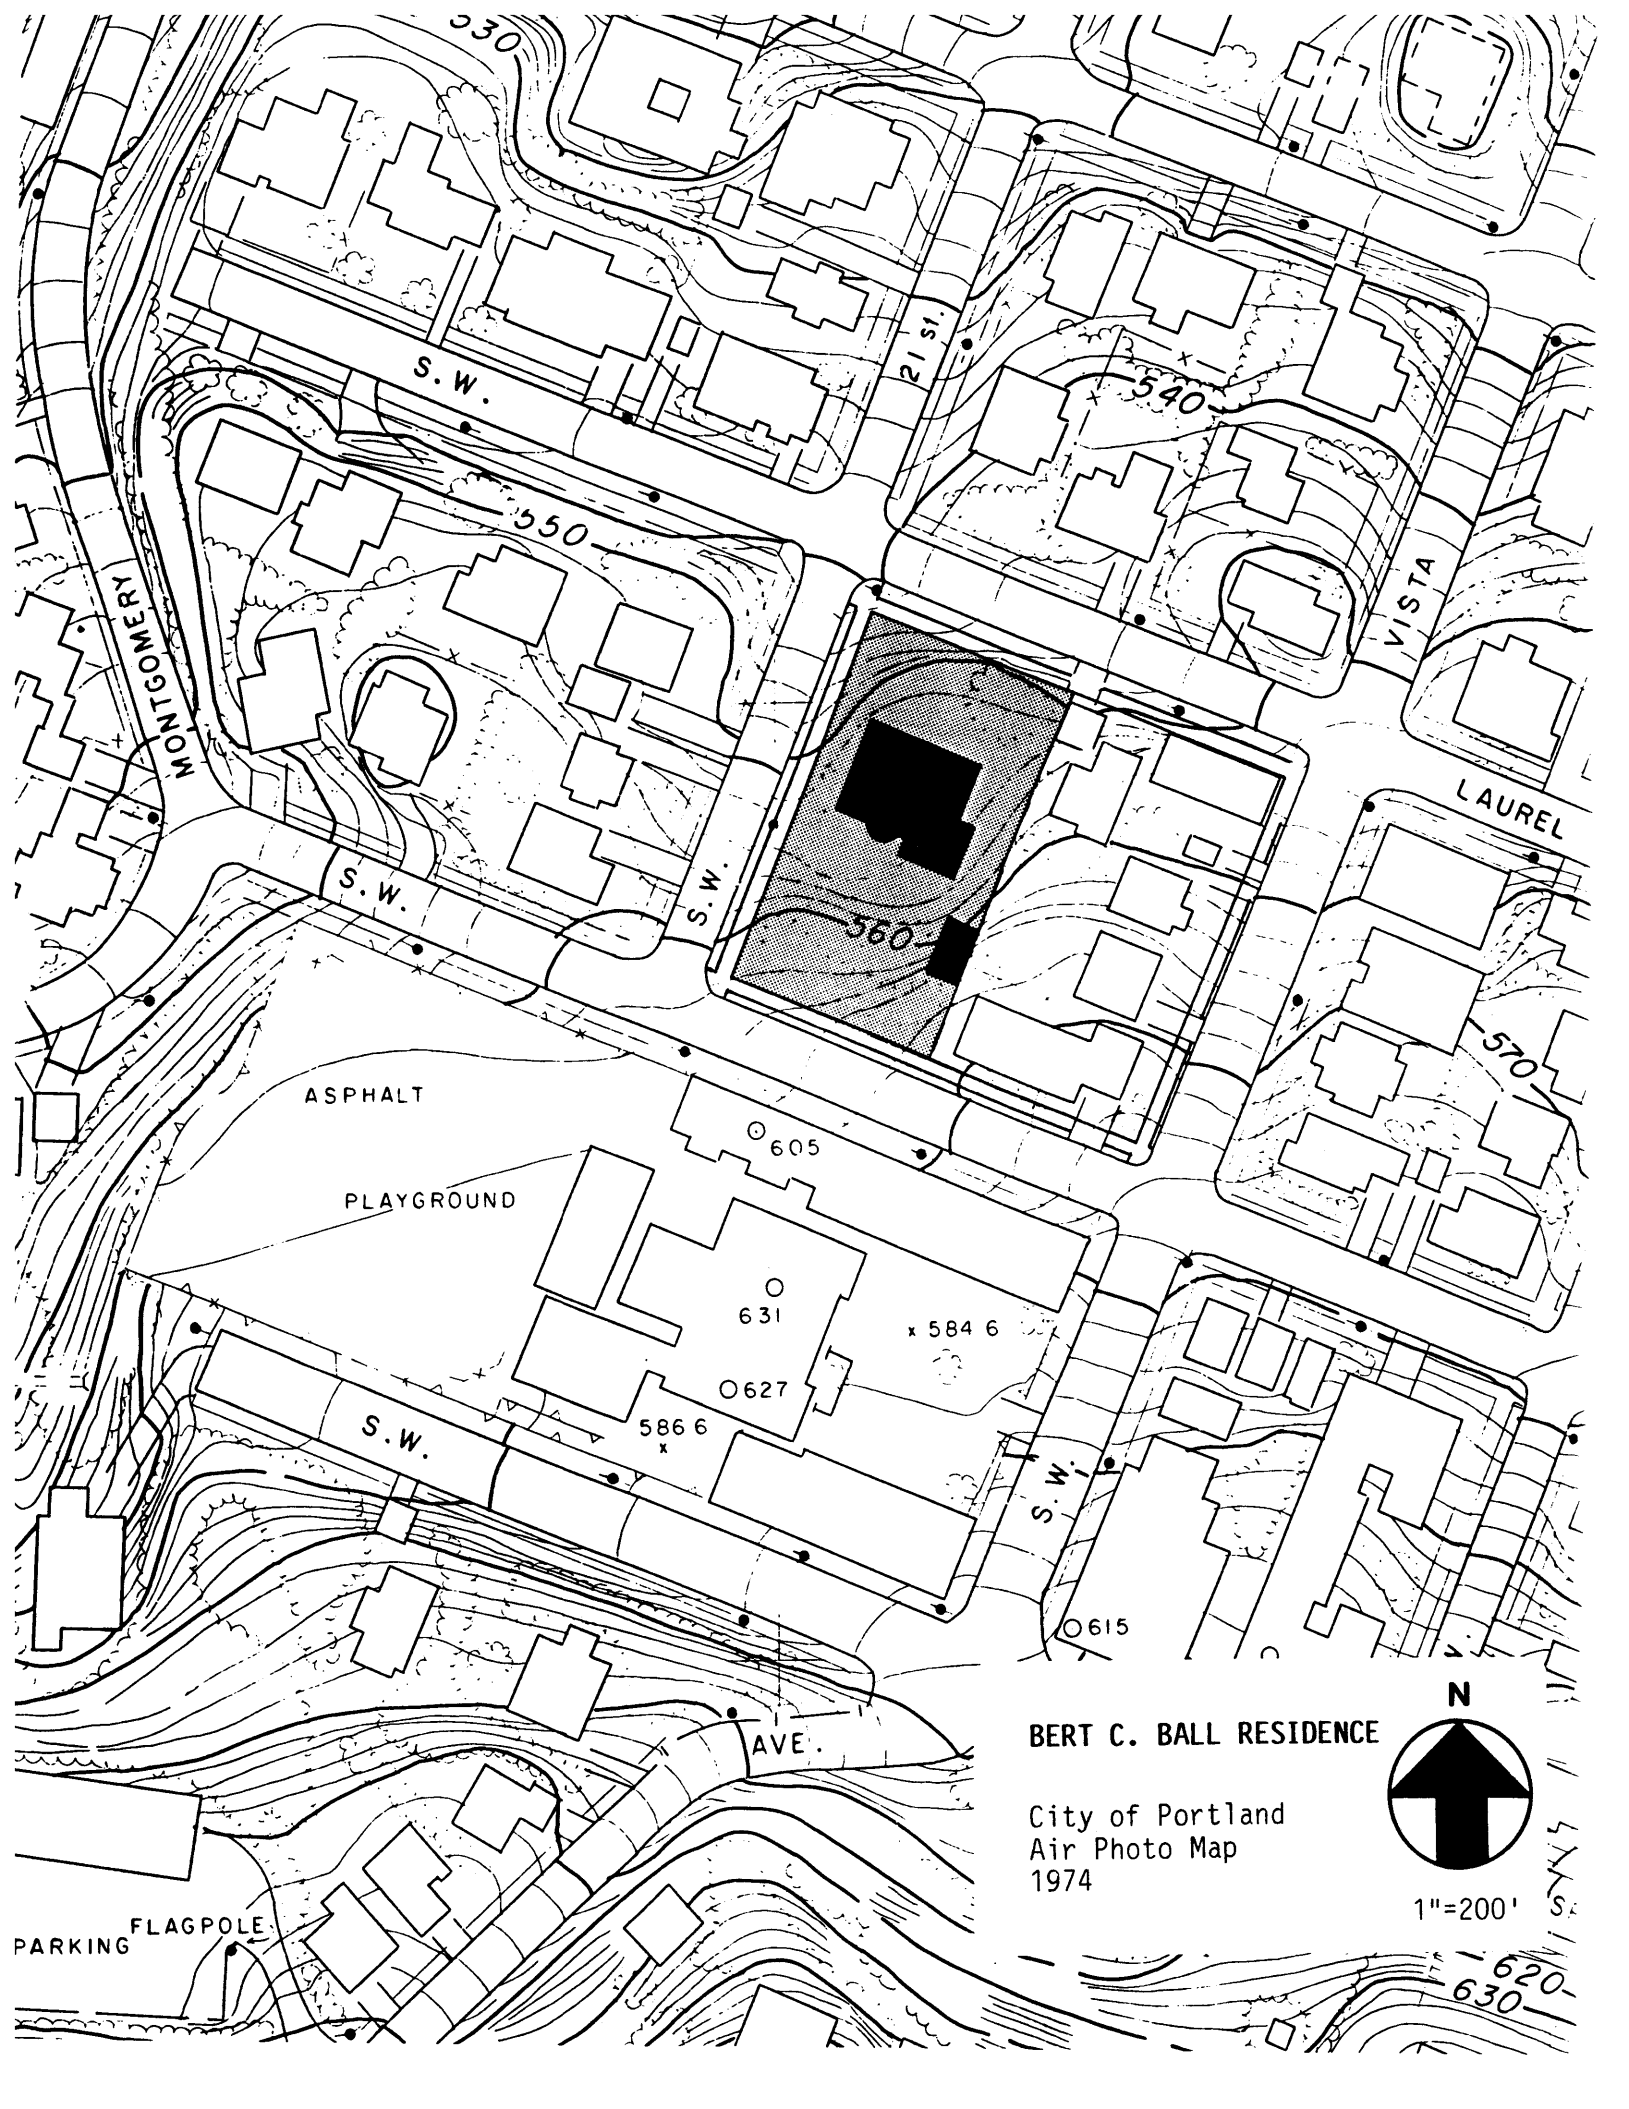 530
21 St.
S.W.
540
550
VISTA
MONTGOMERY
LAUREL
S.W.
S.W.
560
570
ASPHALT
605
PLAYGROUND
631
x 584 6
627
S.W.
586 6
x
S.W.
615
N
BERT C. BALL RESIDENCE
AVE.
City of Portland
Air Photo Map
1974
1"=200'
FLAGPOLE
PARKING
620
630